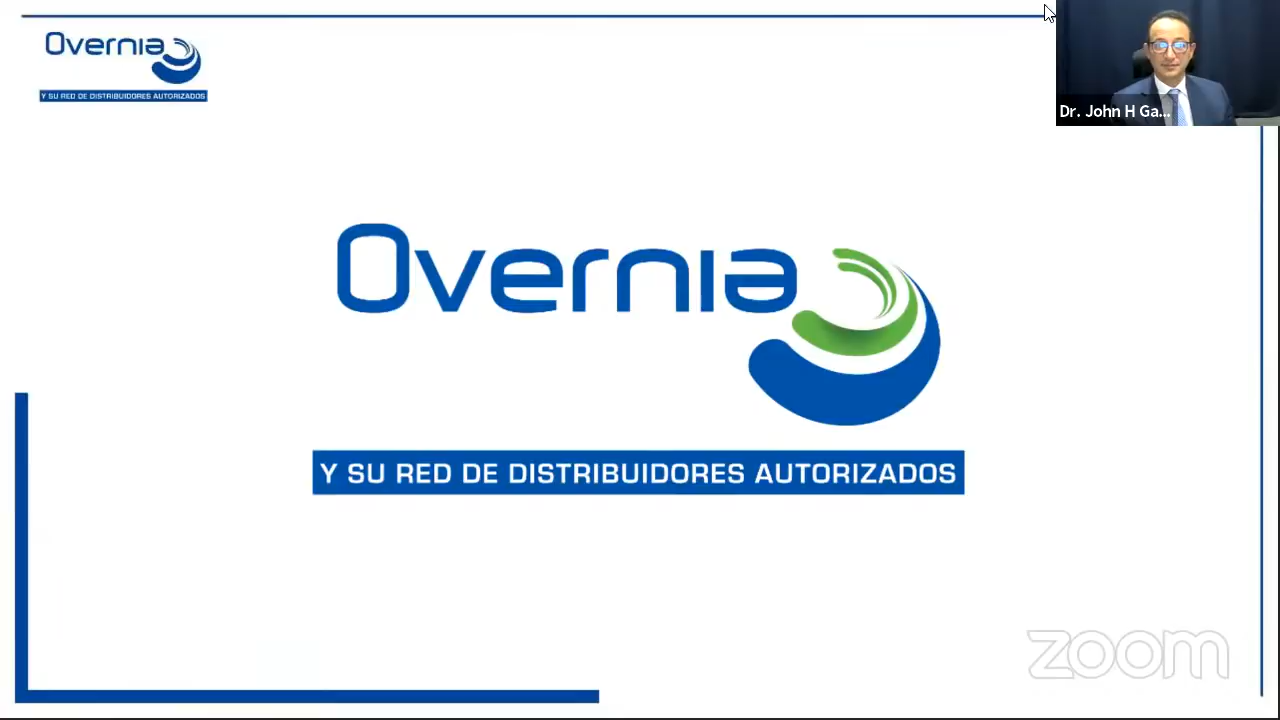 Overnia
Y SU RED DE DISTRIBUIDORES AUTORIZADOS
Dr. John H Ga...
Overnia
Y SU RED DE DISTRIBUIDORES AUTORIZADOS
zoom